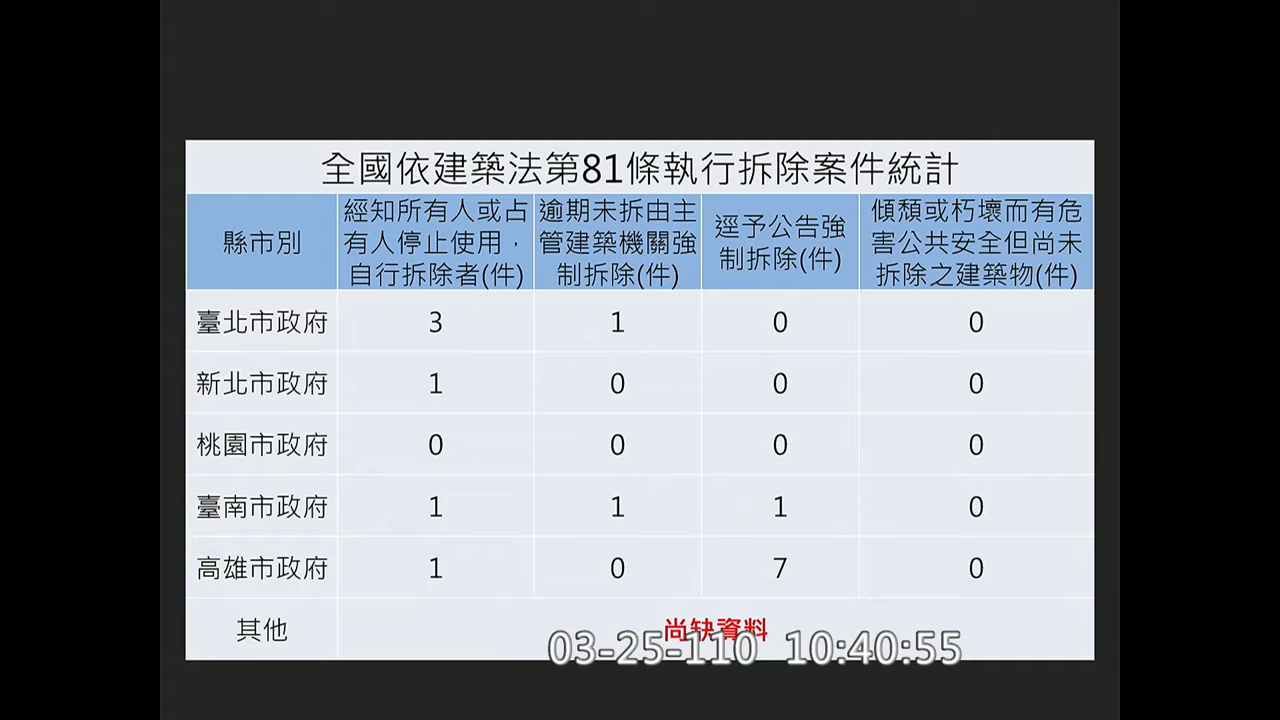 全國依建築法第81條執行拆除案件統計
縣市別
經知所有人或占
有人停止使用，
自行拆除者(件)
逾期未拆由主
管建築機關強
制拆除(件)
逕予公告強
制拆除(件)
傾頹或朽壞而有危
害公共安全但尚未
拆除之建築物(件)
臺北市政府 3 1 0 0
新北市政府 1 0 0 0
桃園市政府 0 0 0 0
臺南市政府 1 1 1 0
高雄市政府 1 0 7 0
其他 尚缺資料
03-25-110 10:40:55